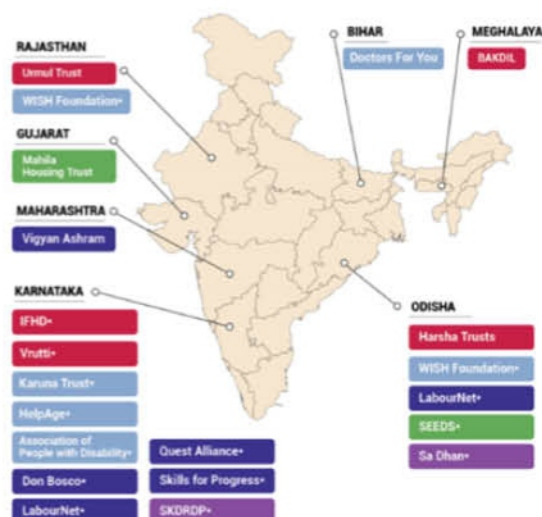 RAJASTHAN
Urmul Trust
WISH Foundation•
GUJARAT
Mahila
Housing Trust
MAHARASHTRA
Vigyan Ashram
KARNATAKA
IFHD•
Vrutti•
Karuna Trust•
HelpAge•
Association of
People with Disability•
Don Bosco•
LabourNet•
Quest Alliance•
Skills for Progress•
SKDRDP•
BIHAR
Doctors For You
MEGHALAYA
BAKDIL
ODISHA
Harsha Trusts
WISH Foundation•
LabourNet•
SEEDS•
Sa Dhan•